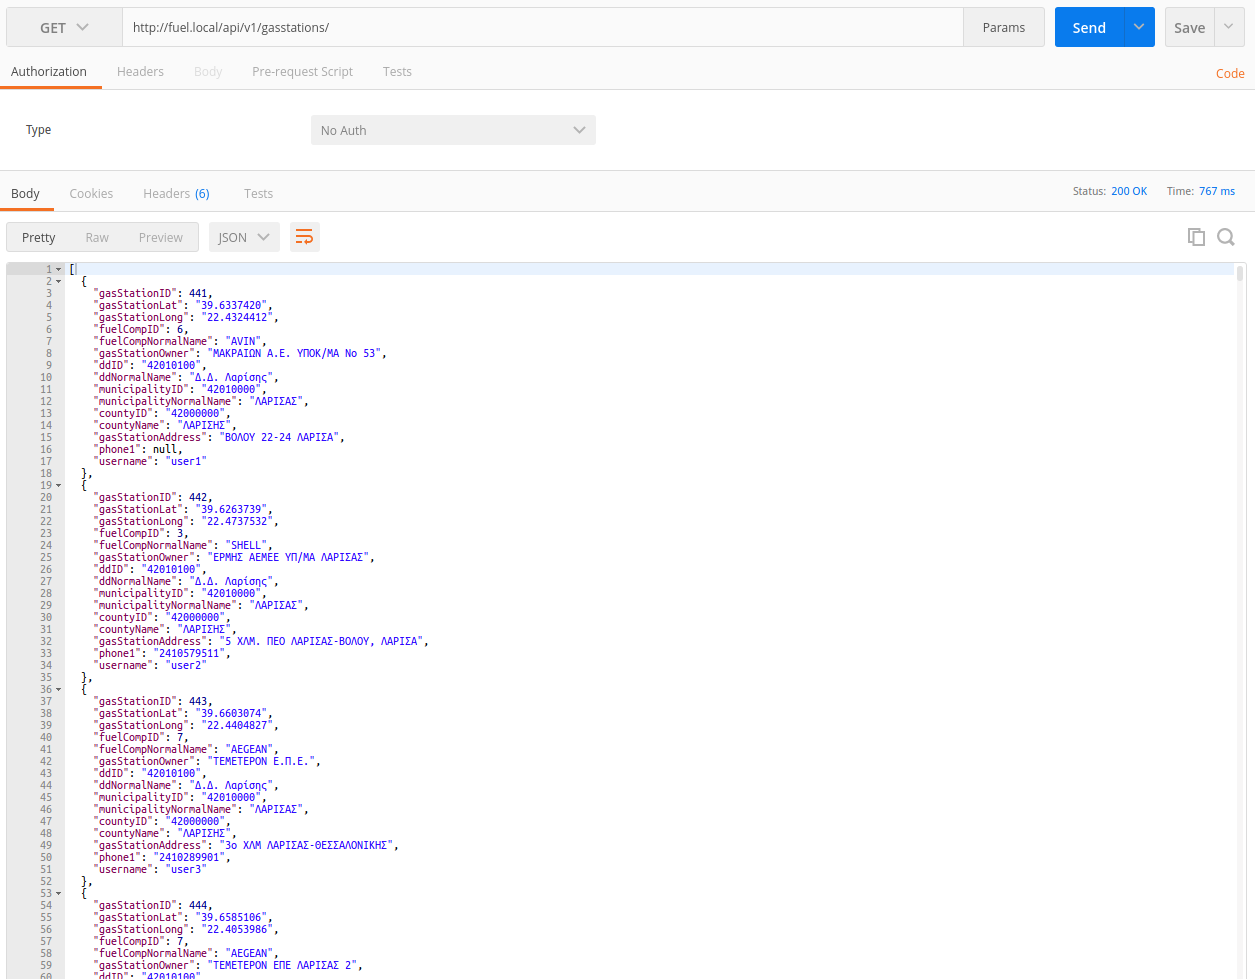 GET http://fuel.local/api/v1/gasstations/ Params Send Save
Authorization Headers Body Pre-request Script Tests Code
Type No Auth
Body Cookies Headers (6) Tests Status: 200 OK Time: 767 ms
Pretty Raw Preview JSON
1 [
2 {
3 "gasStationID": 441,
4 "gasStationLat": "39.6337420",
5 "gasStationLong": "22.4324412",
6 "fuelCompID": 6,
7 "fuelCompNormalName": "AVIN",
8 "gasStationOwner": "ΜΑΚΡΑΙΩΝ Α.Ε. ΥΠΟΚ/ΜΑ Νο 53",
9 "ddID": "42010100",
10 "ddNormalName": "Δ.Δ. Λαρίσης",
11 "municipalityID": "42010000",
12 "municipalityNormalName": "ΛΑΡΙΣΑΣ",
13 "countyID": "42000000",
14 "countyName": "ΛΑΡΙΣΗΣ",
15 "gasStationAddress": "ΒΟΛΟΥ 22-24 ΛΑΡΙΣΑ",
16 "phone1": null,
17 "username": "user1"
18 },
19 {
20 "gasStationID": 442,
21 "gasStationLat": "39.6263739",
22 "gasStationLong": "22.4737532",
23 "fuelCompID": 3,
24 "fuelCompNormalName": "SHELL",
25 "gasStationOwner": "ΕΡΜΗΣ ΑΕΜΕΕ ΥΠ/ΜΑ ΛΑΡΙΣΑΣ",
26 "ddID": "42010100",
27 "ddNormalName": "Δ.Δ. Λαρίσης",
28 "municipalityID": "42010000",
29 "municipalityNormalName": "ΛΑΡΙΣΑΣ",
30 "countyID": "42000000",
31 "countyName": "ΛΑΡΙΣΗΣ",
32 "gasStationAddress": "5 ΧΛΜ. ΠΕΟ ΛΑΡΙΣΑΣ-ΒΟΛΟΥ, ΛΑΡΙΣΑ",
33 "phone1": "2410579511",
34 "username": "user2"
35 },
36 {
37 "gasStationID": 443,
38 "gasStationLat": "39.6603074",
39 "gasStationLong": "22.4404827",
40 "fuelCompID": 7,
41 "fuelCompNormalName": "AEGEAN",
42 "gasStationOwner": "ΤΕΜΕΤΕΡΟΝ Ε.Π.Ε.",
43 "ddID": "42010100",
44 "ddNormalName": "Δ.Δ. Λαρίσης",
45 "municipalityID": "42010000",
46 "municipalityNormalName": "ΛΑΡΙΣΑΣ",
47 "countyID": "42000000",
48 "countyName": "ΛΑΡΙΣΗΣ",
49 "gasStationAddress": "3ο ΧΛΜ ΛΑΡΙΣΑΣ-ΘΕΣΣΑΛΟΝΙΚΗΣ",
50 "phone1": "2410289901",
51 "username": "user3"
52 },
53 {
54 "gasStationID": 444,
55 "gasStationLat": "39.6585106",
56 "gasStationLong": "22.4053986",
57 "fuelCompID": 7,
58 "fuelCompNormalName": "AEGEAN",
59 "gasStationOwner": "ΤΕΜΕΤΕΡΟΝ ΕΠΕ ΛΑΡΙΣΑΣ 2",
60 "ddID": "42010100",